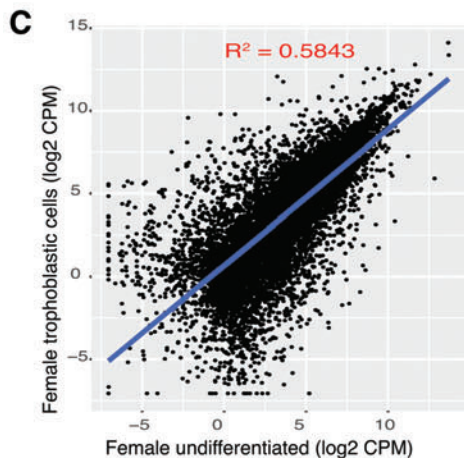 C
R² = 0.5843
Female trophoblastic cells (log2 CPM)
15.
10.
5.
0.
-5.
-5
0
5
10
Female undifferentiated (log2 CPM)